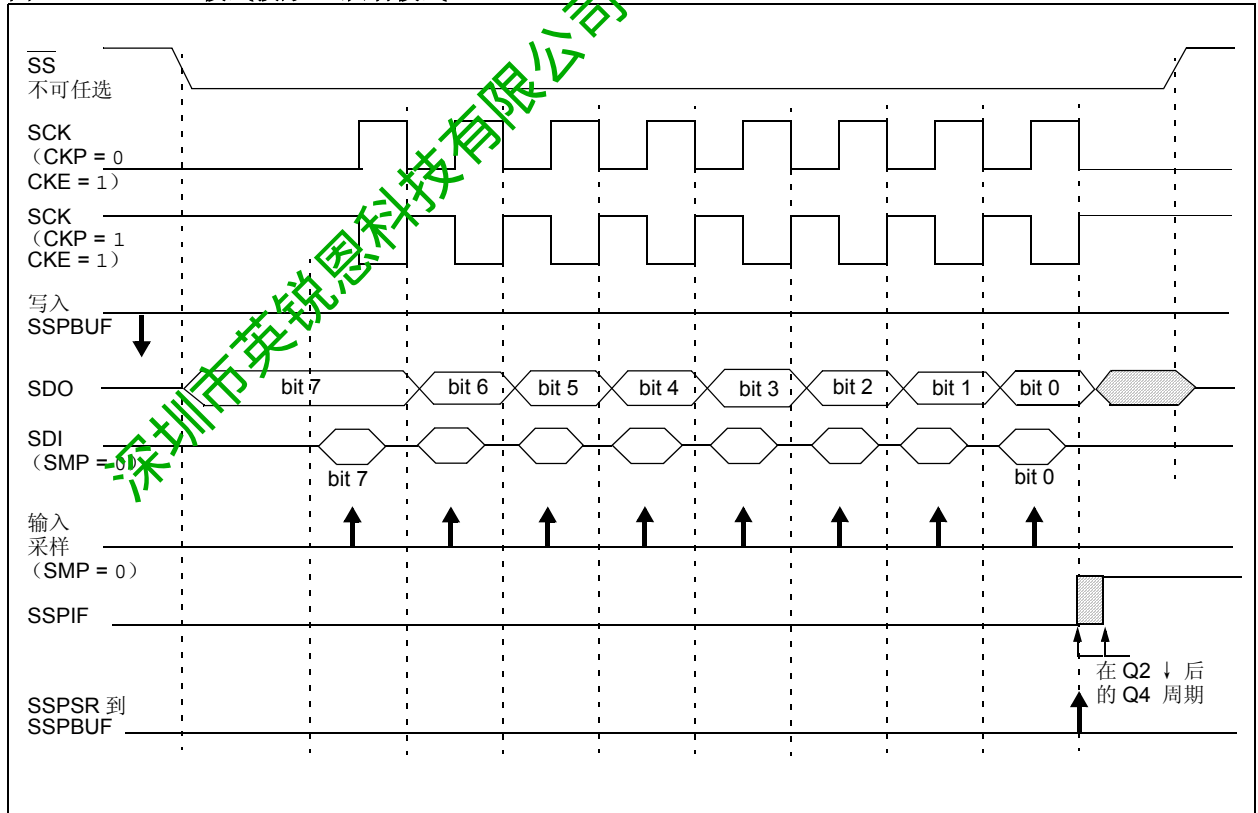 SS
不可任选
SCK
（CKP = 0
CKE = 1）
SCK
（CKP = 1
CKE = 1）
写入
SSPBUF
SDO
bit 7
bit 6
bit 5
bit 4
bit 3
bit 2
bit 1
bit 0
SDI
（SMP = 0）
bit 7
bit 0
输入
采样
（SMP = 0）
SSPIF
在 Q2 ↓ 后
的 Q4 周期
SSPSR 到
SSPBUF
深圳市英锐恩科技有限公司